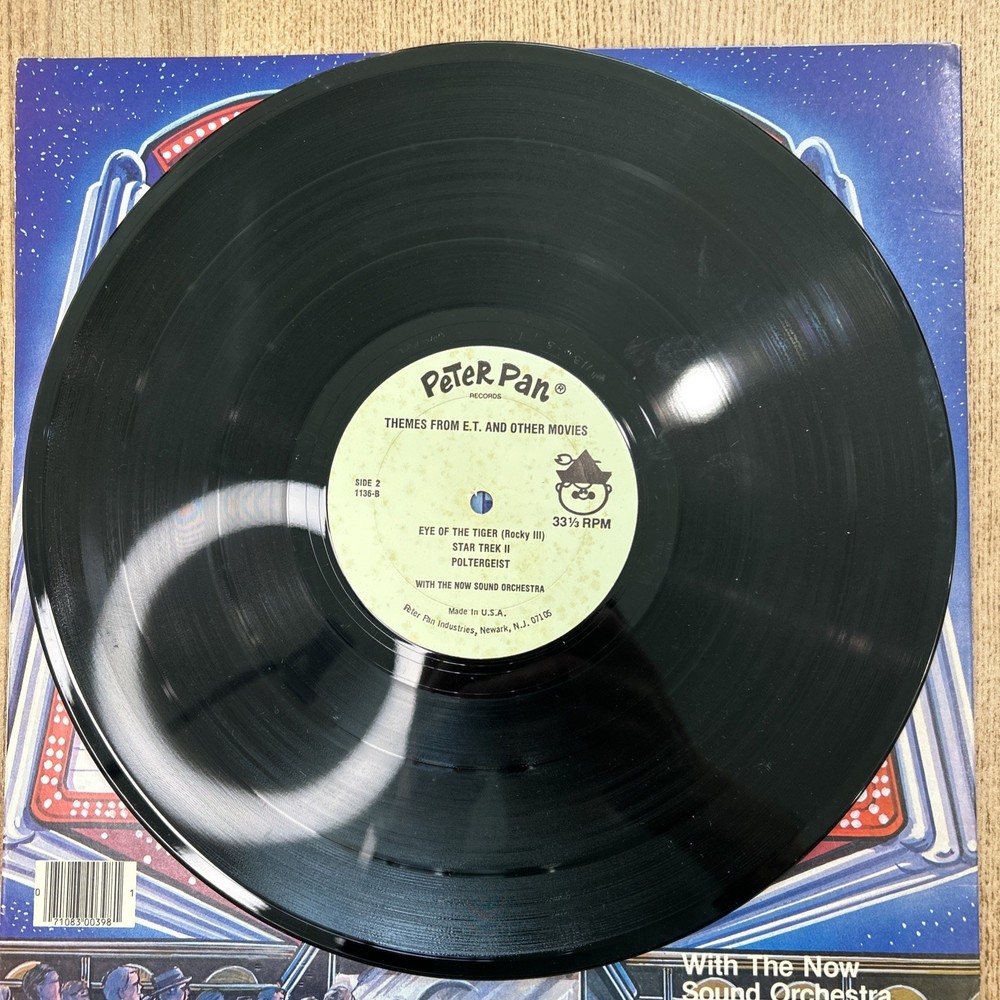 PETER PAN ®
RECORDS
THEMES FROM E.T. AND OTHER MOVIES
SIDE 2
1136-B
33⅓ RPM
EYE OF THE TIGER (Rocky III)
STAR TREK II
POLTERGEIST
WITH THE NOW SOUND ORCHESTRA
Made In U.S.A.
Peter Pan Industries, Newark, N.J. 07105
0 71083 00398 1
With The Now
Sound Orchestra